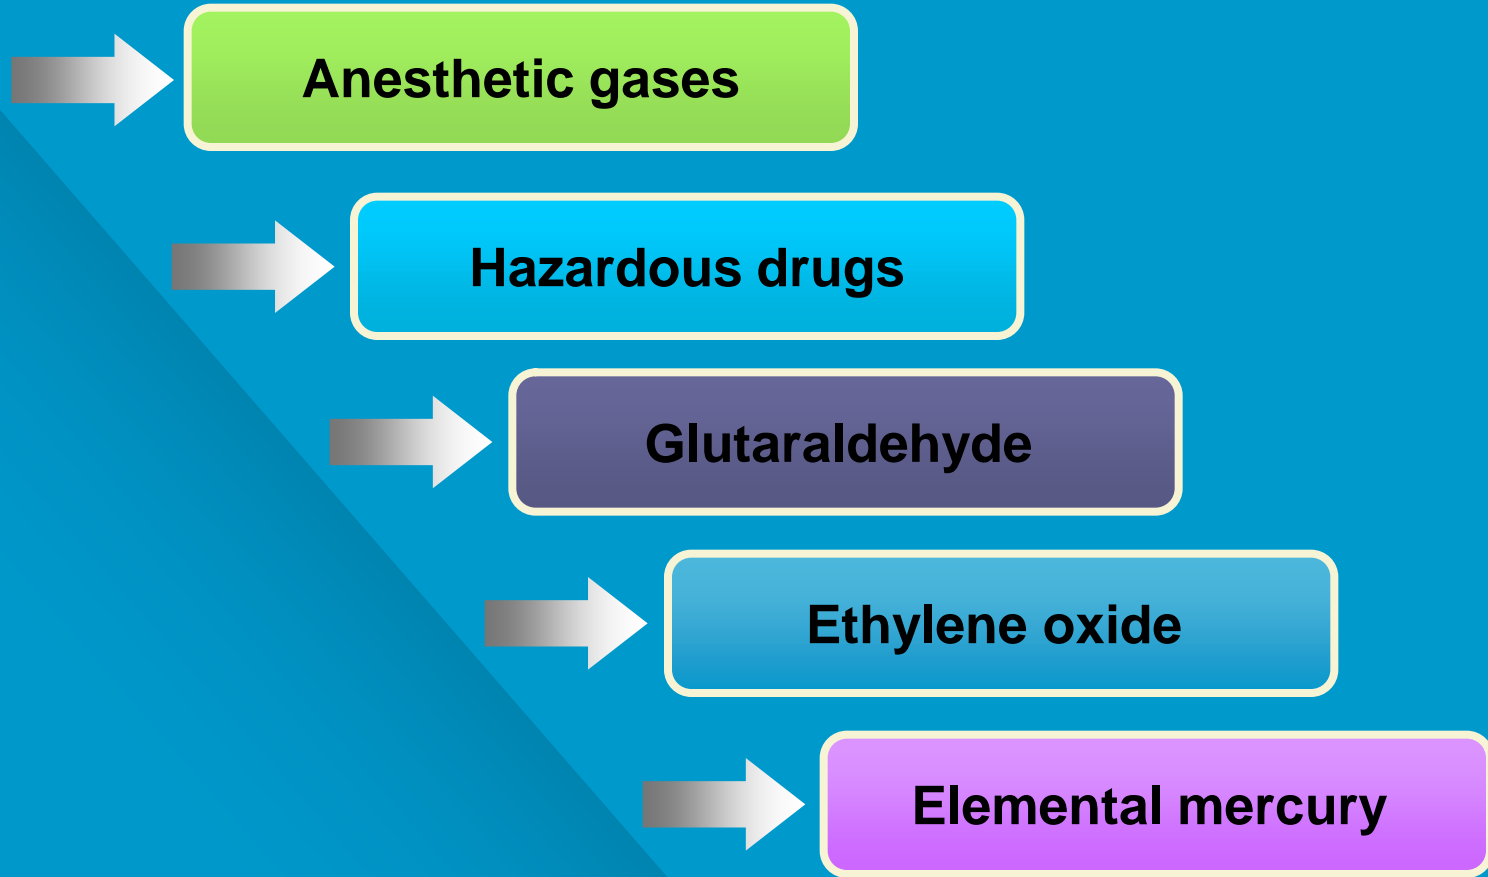 Anesthetic gases
Hazardous drugs
Glutaraldehyde
Ethylene oxide
Elemental mercury